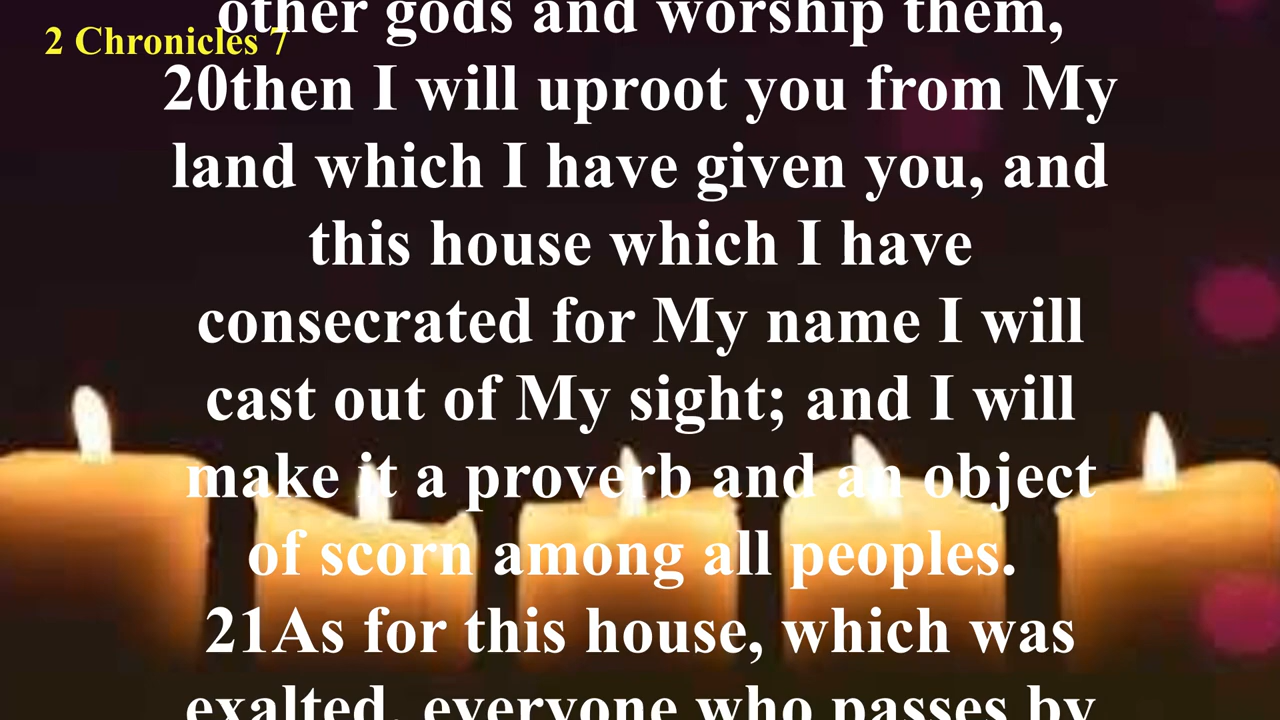 other gods and worship them,
2 Chronicles 7
20then I will uproot you from My
land which I have given you, and
this house which I have
consecrated for My name I will
cast out of My sight; and I will
make it a proverb and an object
of scorn among all peoples.
21As for this house, which was
exalted, everyone who passes by